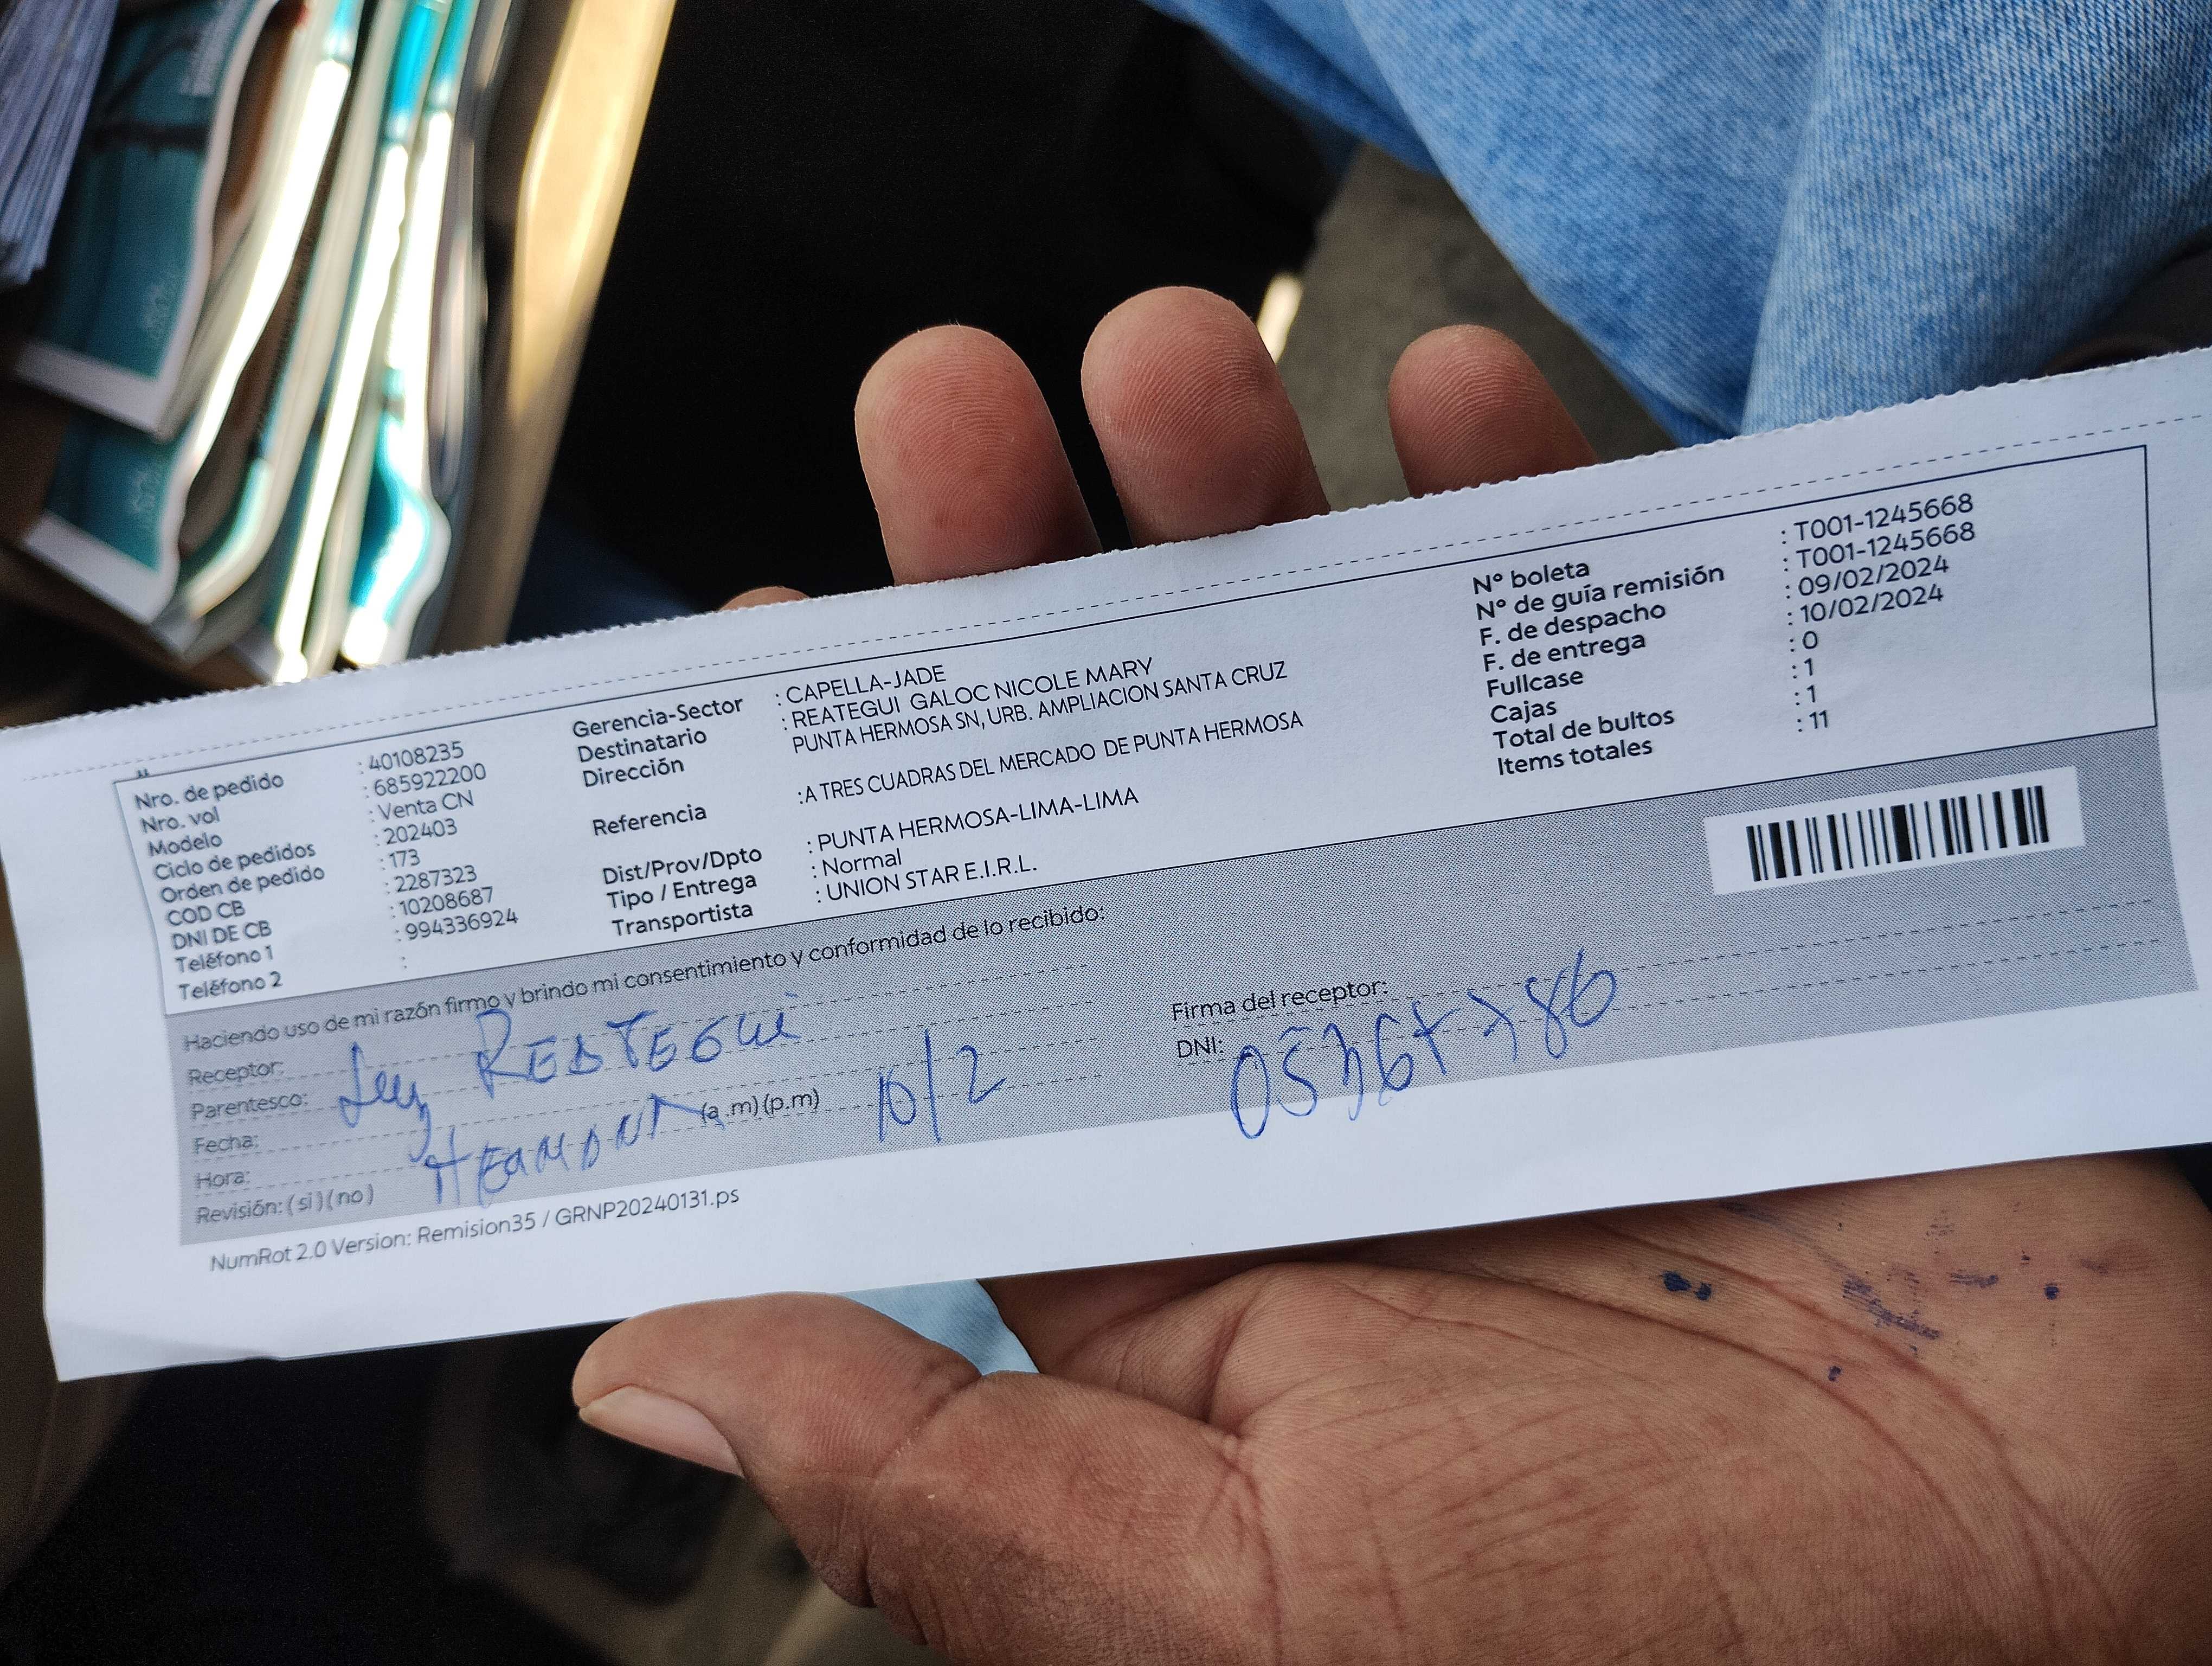 Nro. de pedido : 40108235
Nro. vol : 685922200
Modelo : Venta CN
Ciclo de pedidos : 202403
Orden de pedido : 173
COD CB : 2287323
DNI DE CB : 10208687
Teléfono 1 : 994336924
Teléfono 2 :
Gerencia-Sector : CAPELLA-JADE
Destinatario : REATEGUI GALOC NICOLE MARY
Dirección PUNTA HERMOSA SN, URB. AMPLIACION SANTA CRUZ
Referencia :A TRES CUADRAS DEL MERCADO DE PUNTA HERMOSA
Dist/Prov/Dpto : PUNTA HERMOSA-LIMA-LIMA
Tipo / Entrega : Normal
Transportista : UNION STAR E.I.R.L.
Nº boleta : T001-1245668
Nº de guía remisión : T001-1245668
F. de despacho : 09/02/2024
F. de entrega : 10/02/2024
Fullcase : 0
Cajas : 1
Total de bultos : 1
Items totales : 11
Haciendo uso de mi razón firmo y brindo mi consentimiento y conformidad de lo recibido:
Receptor: REATEGUI
Parentesco:
Fecha: 10/2
Hora: (a.m) (p.m)
Revisión: (si) (no)
Firma del receptor:
DNI:
NumRot 2.0 Version: Remision35 / GRNP20240131.ps